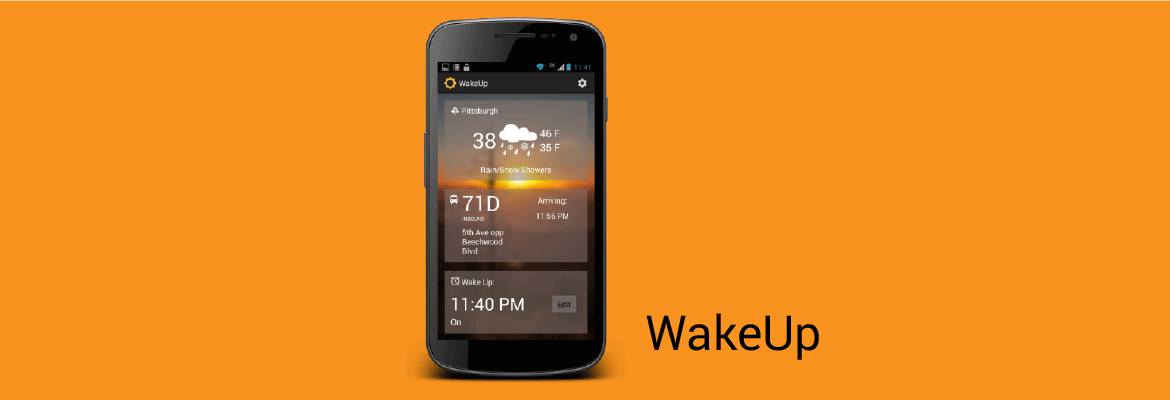 11:41
WakeUp
Pittsburgh
38
46 F
35 F
Rain/Snow Showers
71D
INBOUND
Arriving:
11:56 PM
5th Ave opp
Beechwood
Blvd
Wake Up:
11:40 PM
Edit
On
WakeUp